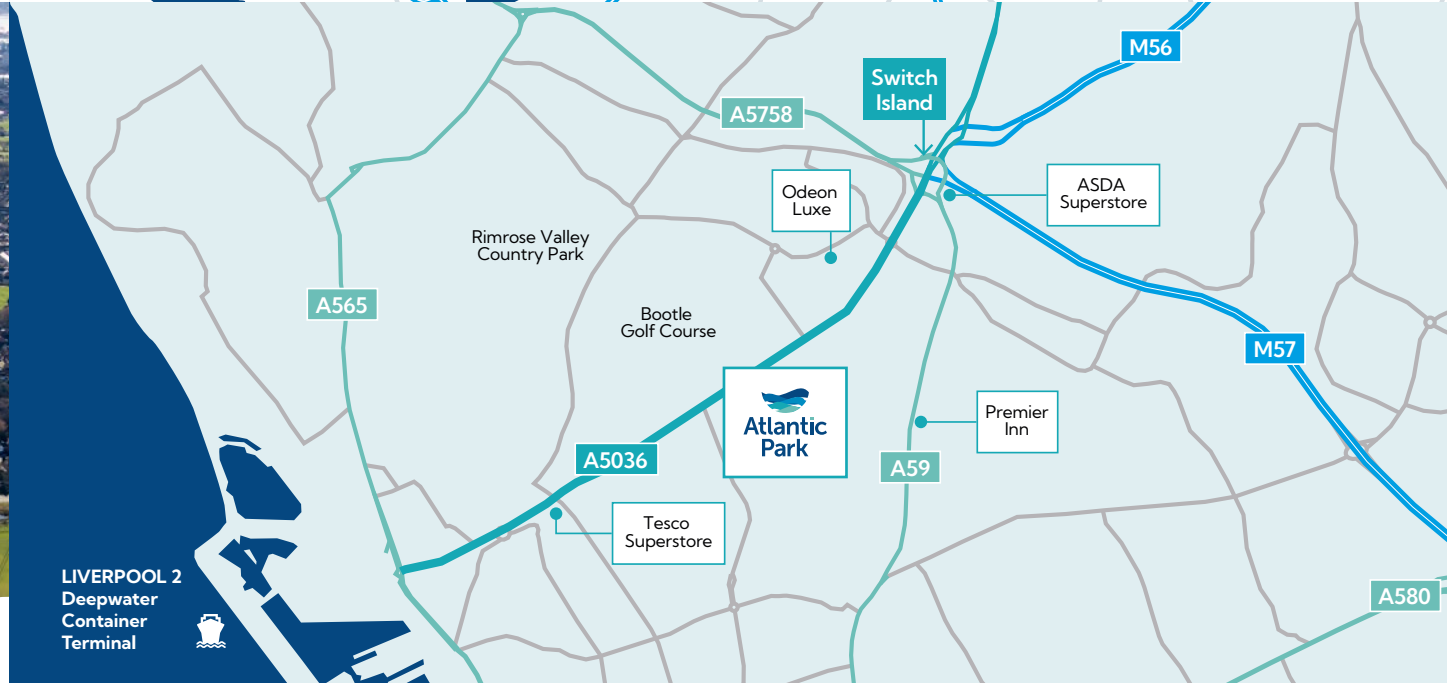 M56
Switch
Island
A5758
Odeon
Luxe
ASDA
Superstore
Rimrose Valley
Country Park
A565
Bootle
Golf Course
M57
Atlantic
Park
Premier
Inn
A5036
A59
Tesco
Superstore
LIVERPOOL 2
Deepwater
Container
Terminal
A580